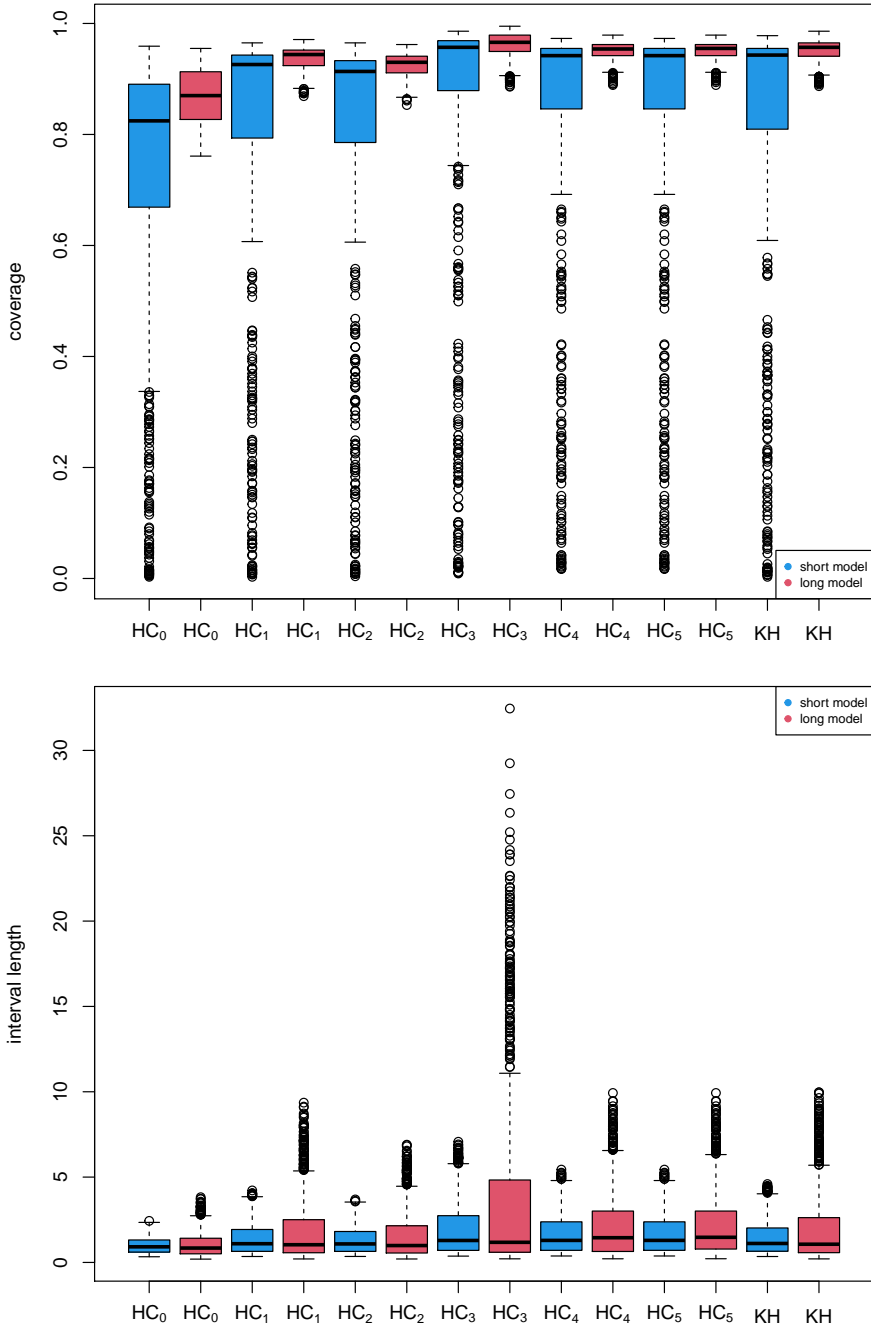 coverage
1.0
0.8
0.6
0.4
0.2
0.0
short model
long model
HC₀ HC₀ HC₁ HC₁ HC₂ HC₂ HC₃ HC₃ HC₄ HC₄ HC₅ HC₅ KH KH
interval length
30
25
20
15
10
5
0
short model
long model
HC₀ HC₀ HC₁ HC₁ HC₂ HC₂ HC₃ HC₃ HC₄ HC₄ HC₅ HC₅ KH KH